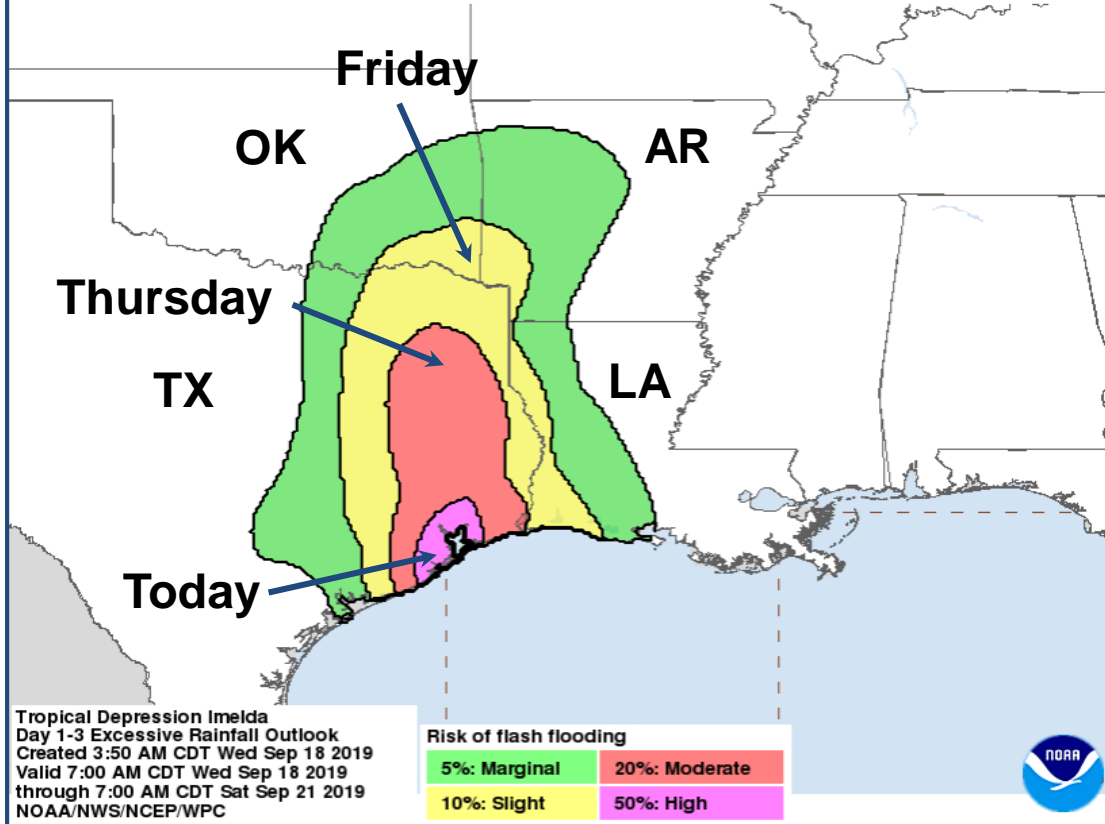 Friday
OK
AR
Thursday
TX
LA
Today
Tropical Depression Imelda
Day 1-3 Excessive Rainfall Outlook
Created 3:50 AM CDT Wed Sep 18 2019
Valid 7:00 AM CDT Wed Sep 18 2019
through 7:00 AM CDT Sat Sep 21 2019
NOAA/NWS/NCEP/WPC
Risk of flash flooding
5%: Marginal
20%: Moderate
10%: Slight
50%: High
NOAA